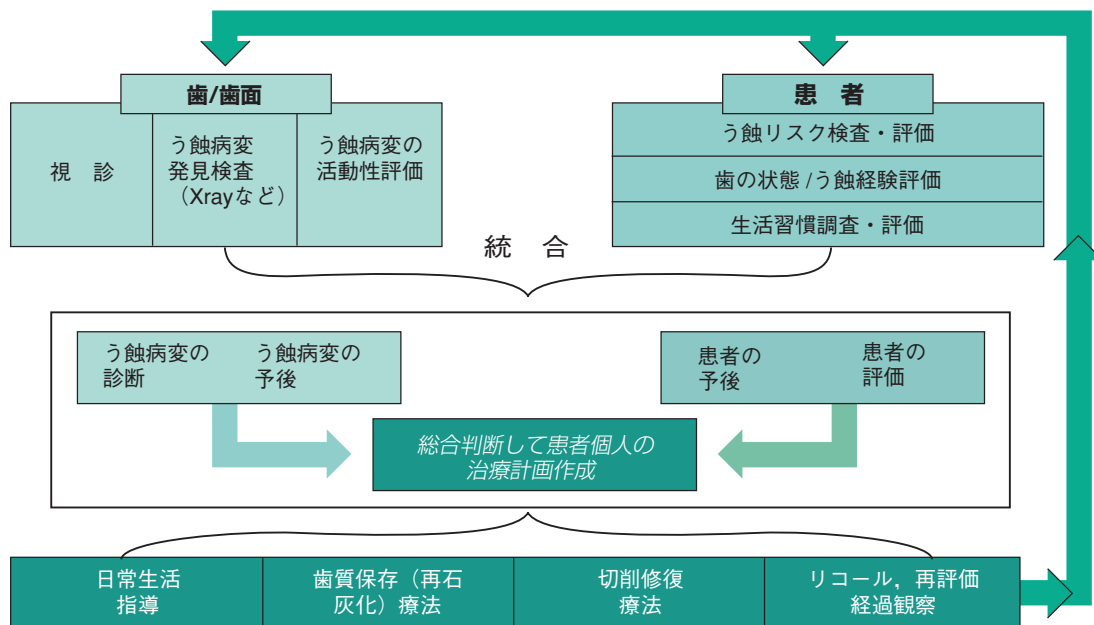 歯/歯面
患 者
視 診
う蝕病変
発見検査
（Xrayなど）
う蝕病変の
活動性評価
う蝕リスク検査・評価
歯の状態 /う蝕経験評価
生活習慣調査・評価
統 合
う蝕病変の
診断
う蝕病変の
予後
患者の
予後
患者の
評価
総合判断して患者個人の
治療計画作成
日常生活
指導
歯質保存（再石
灰化）療法
切削修復
療法
リコール，再評価
経過観察